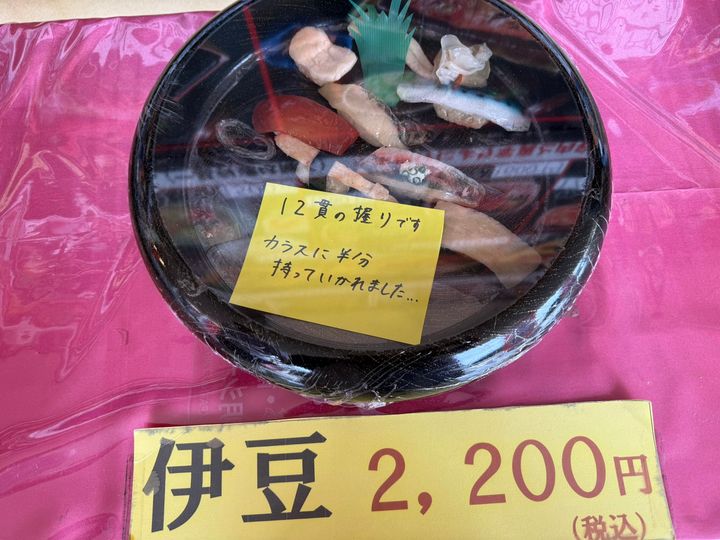 12貫の握りです
カラスに半分
持っていかれました...
伊豆 2,200円
(税込)